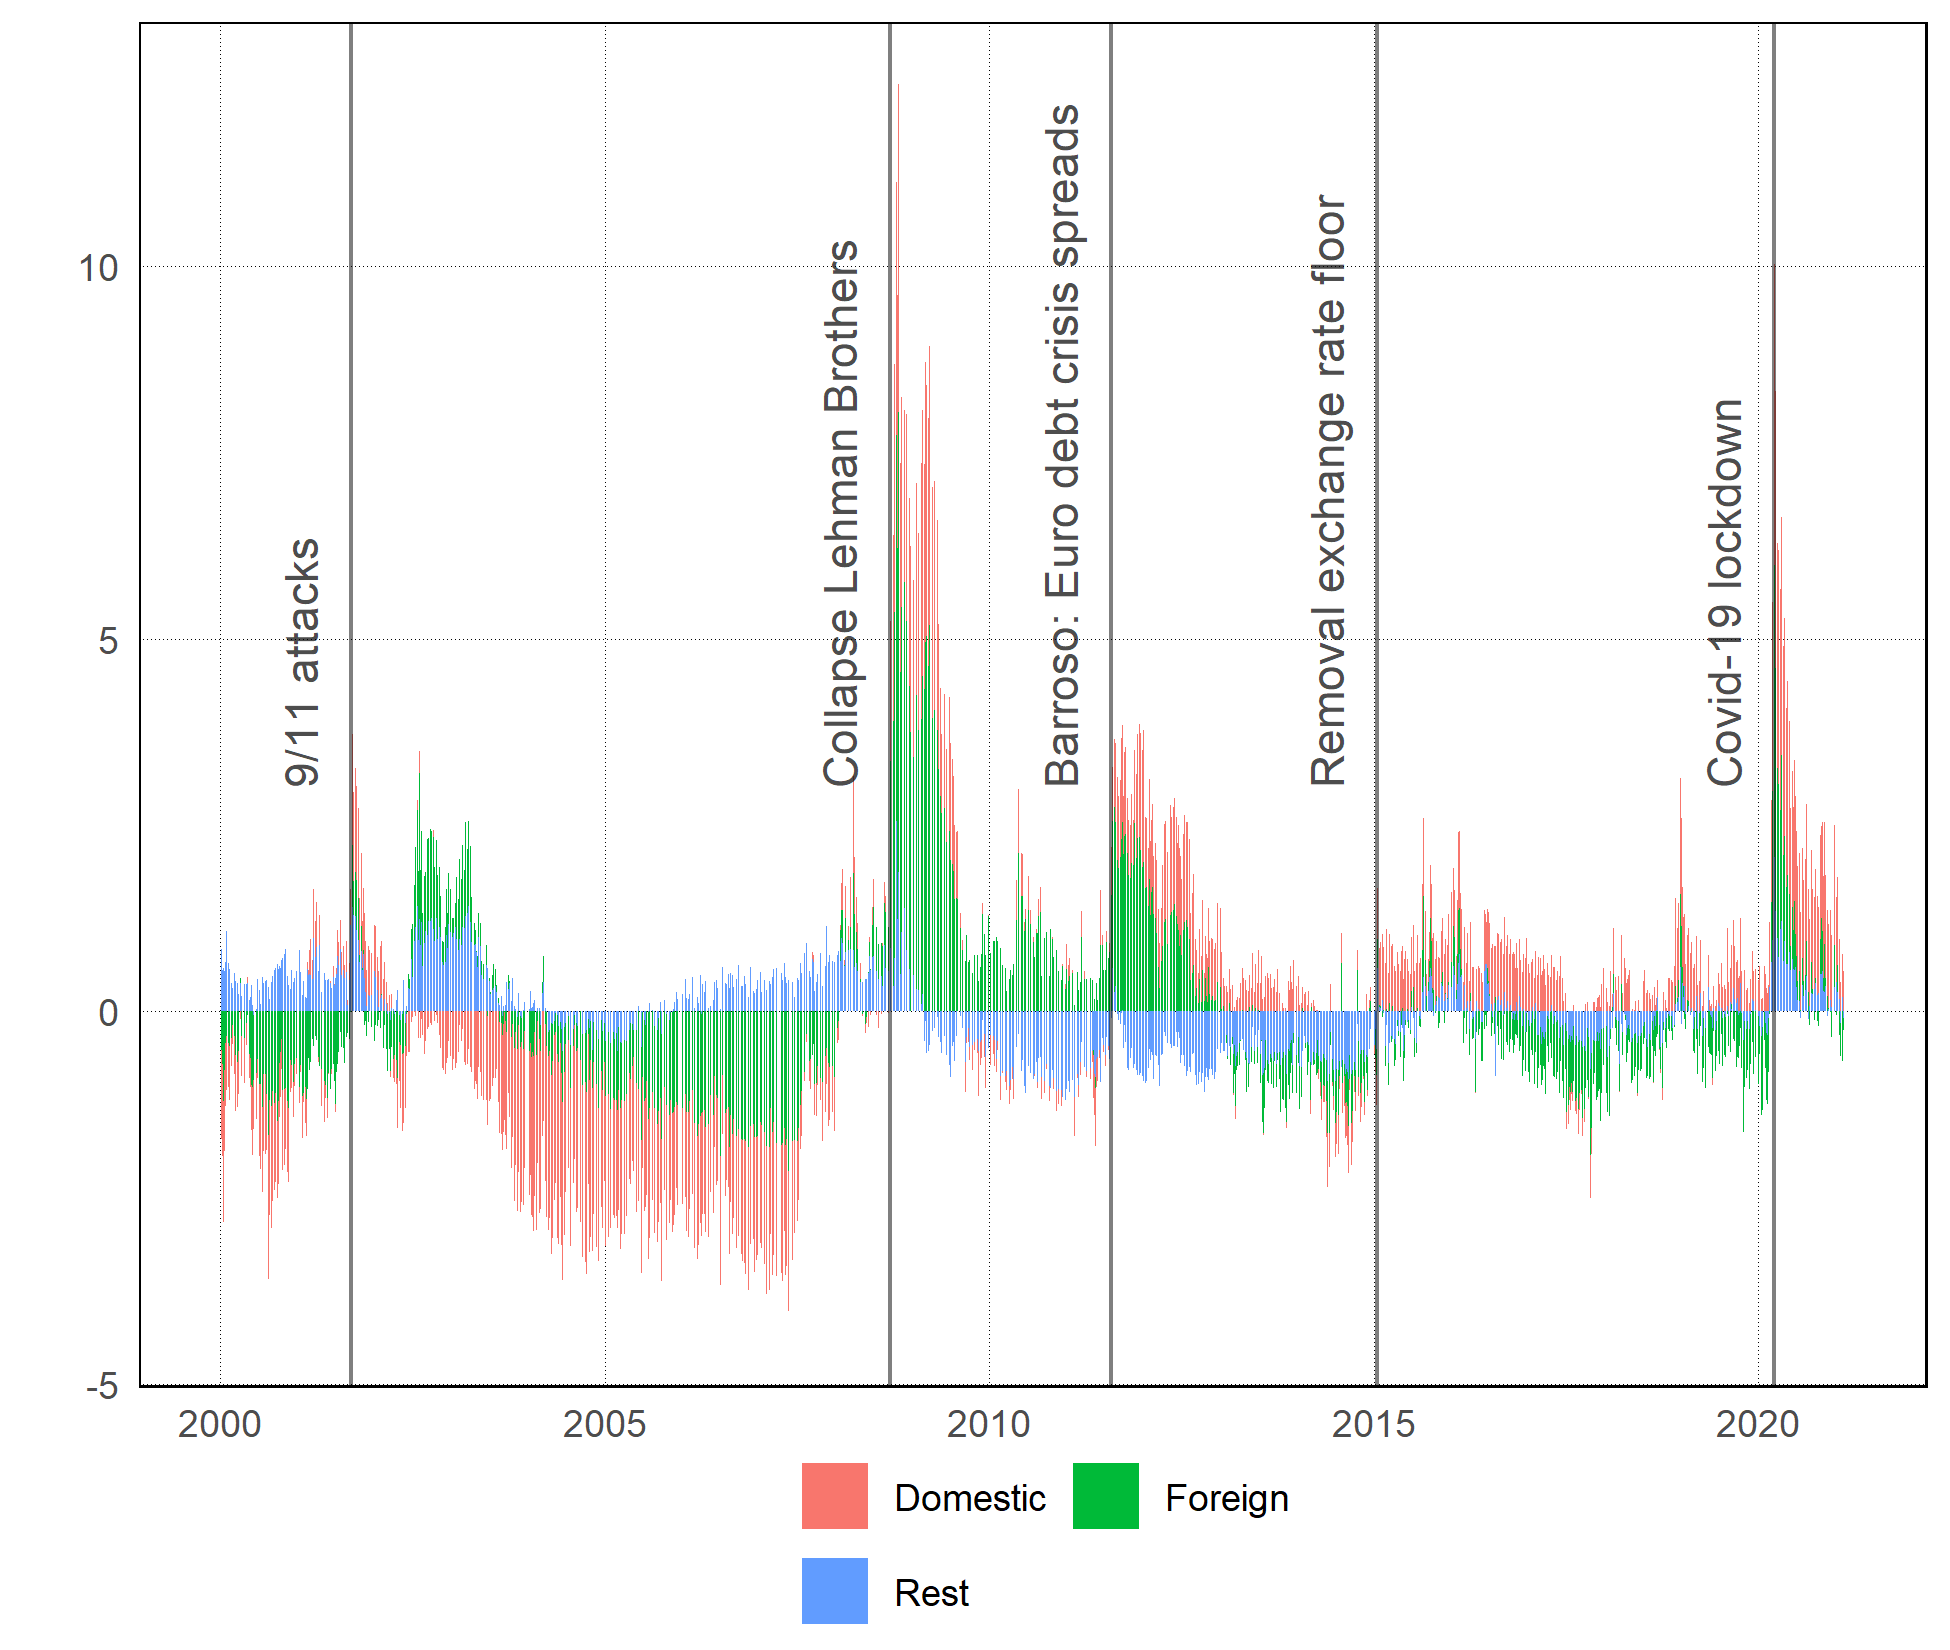 10
5
0
-5
9/11 attacks
Collapse Lehman Brothers
Barroso: Euro debt crisis spreads
Removal exchange rate floor
Covid-19 lockdown
2000
2005
2010
2015
2020
Domestic
Foreign
Rest